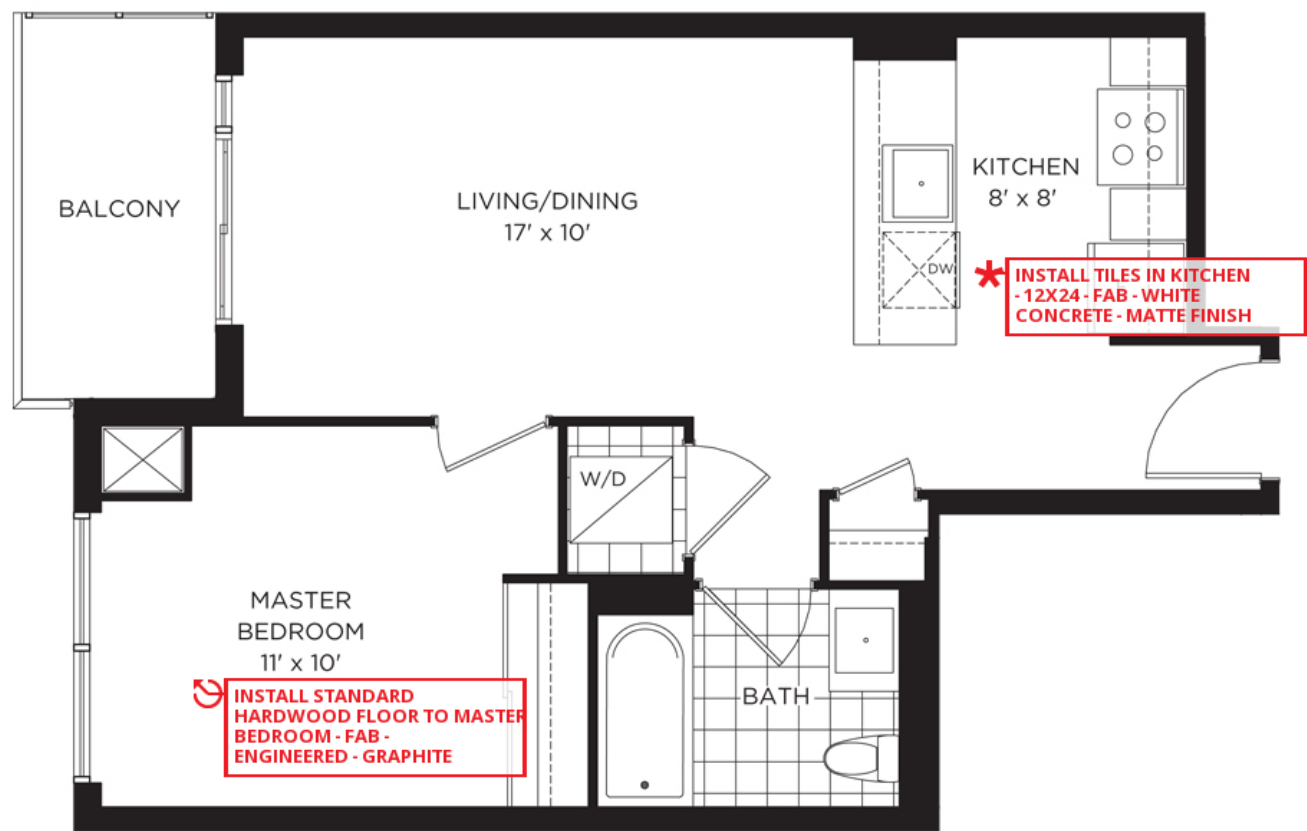 BALCONY
LIVING/DINING
17' x 10'
KITCHEN
8' x 8'
DW
* INSTALL TILES IN KITCHEN
- 12X24 - FAB - WHITE
CONCRETE - MATTE FINISH
W/D
MASTER
BEDROOM
11' x 10'
INSTALL STANDARD
HARDWOOD FLOOR TO MASTER
BEDROOM - FAB -
ENGINEERED - GRAPHITE
BATH